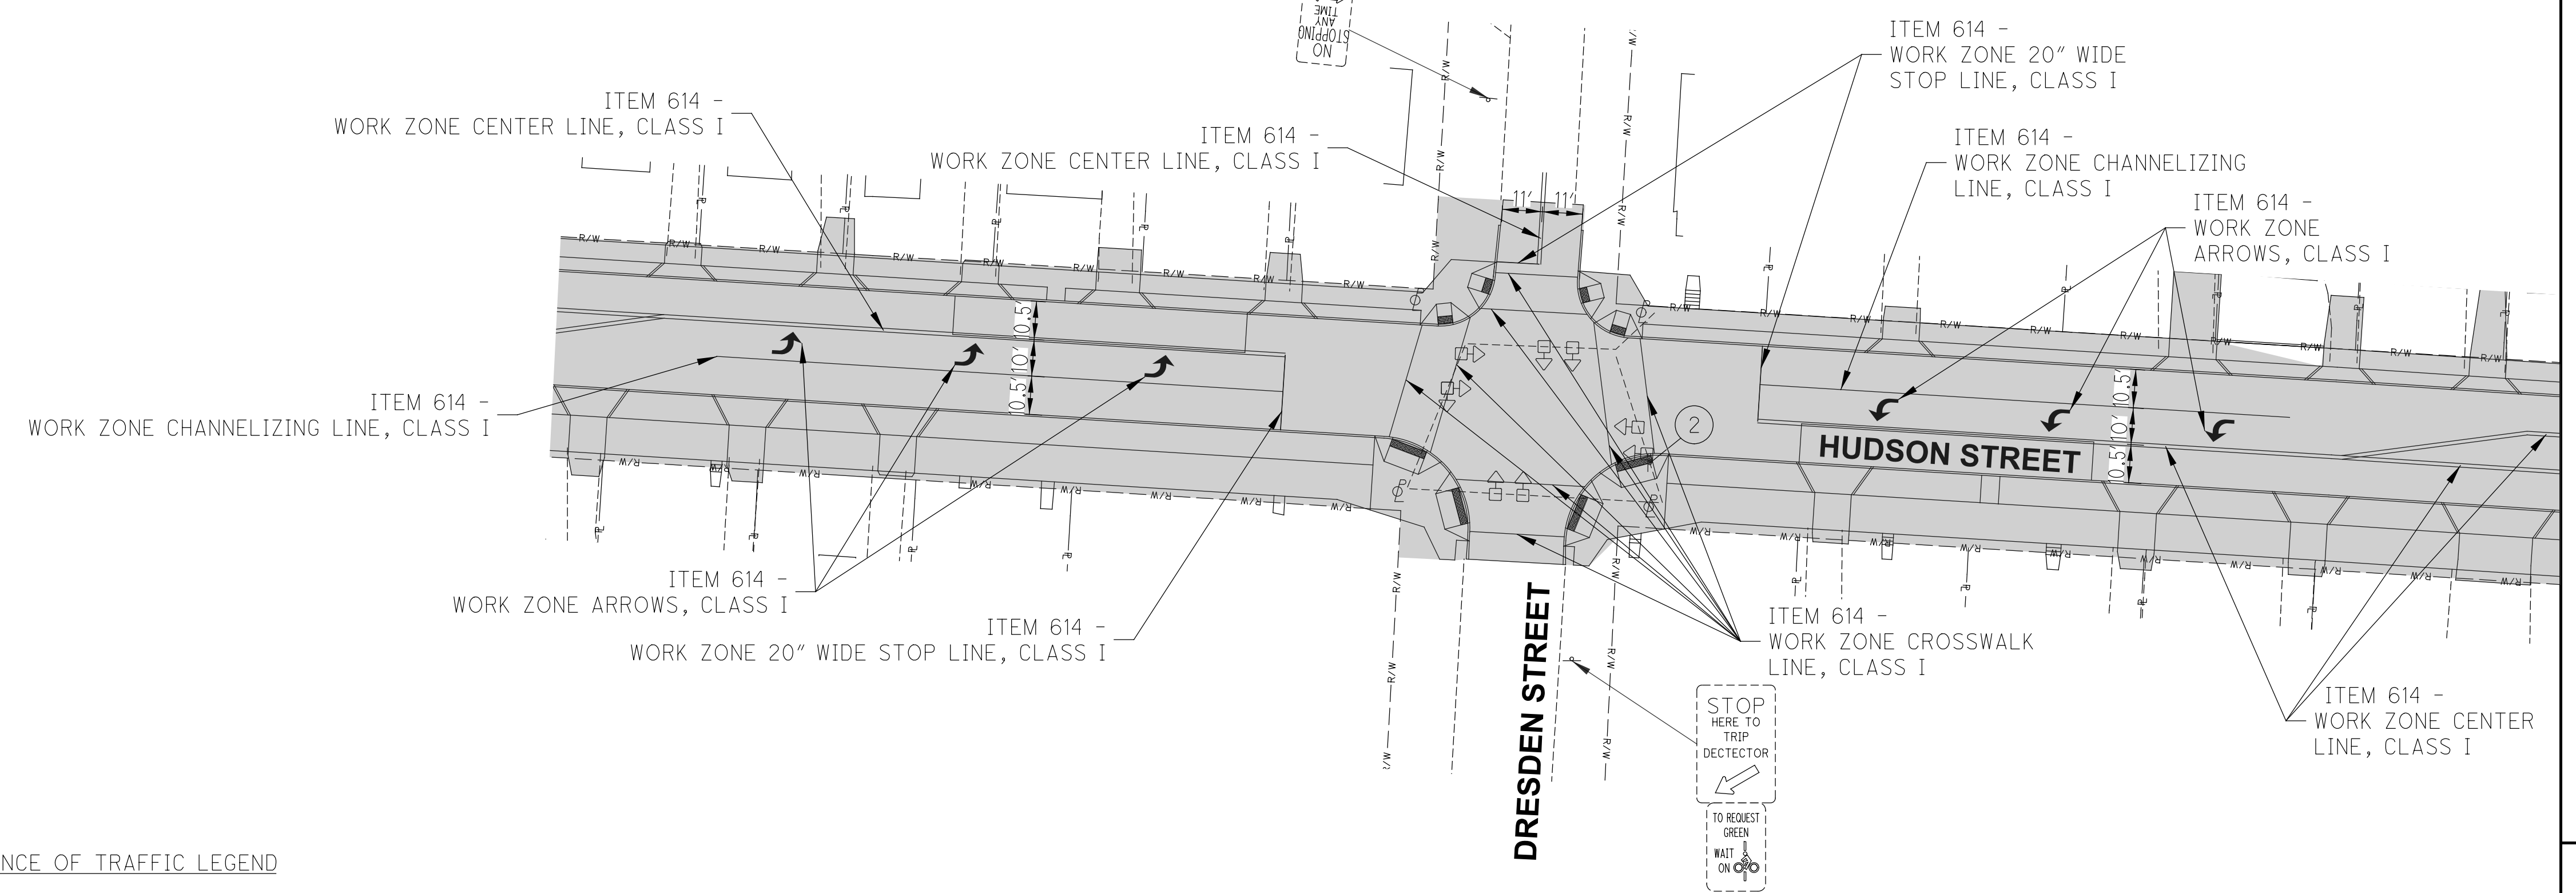 NO
STOPPING
ANY
TIME
ITEM 614 -
WORK ZONE 20" WIDE
STOP LINE, CLASS I
ITEM 614 -
WORK ZONE CENTER LINE, CLASS I
ITEM 614 -
WORK ZONE CENTER LINE, CLASS I
ITEM 614 -
WORK ZONE CHANNELIZING
LINE, CLASS I
ITEM 614 -
WORK ZONE
ARROWS, CLASS I
11' 11'
R/W R/W R/W R/W R/W R/W R/W R/W
10.5'
10'
10.5'
10.5'
10'
10.5'
HUDSON STREET
2
ITEM 614 -
WORK ZONE CHANNELIZING LINE, CLASS I
ITEM 614 -
WORK ZONE ARROWS, CLASS I
ITEM 614 -
WORK ZONE 20" WIDE STOP LINE, CLASS I
ITEM 614 -
WORK ZONE CROSSWALK
LINE, CLASS I
ITEM 614 -
WORK ZONE CENTER
LINE, CLASS I
DRESDEN STREET
STOP
HERE TO
TRIP
DECTECTOR
TO REQUEST
GREEN
WAIT
ON
NCE OF TRAFFIC LEGEND